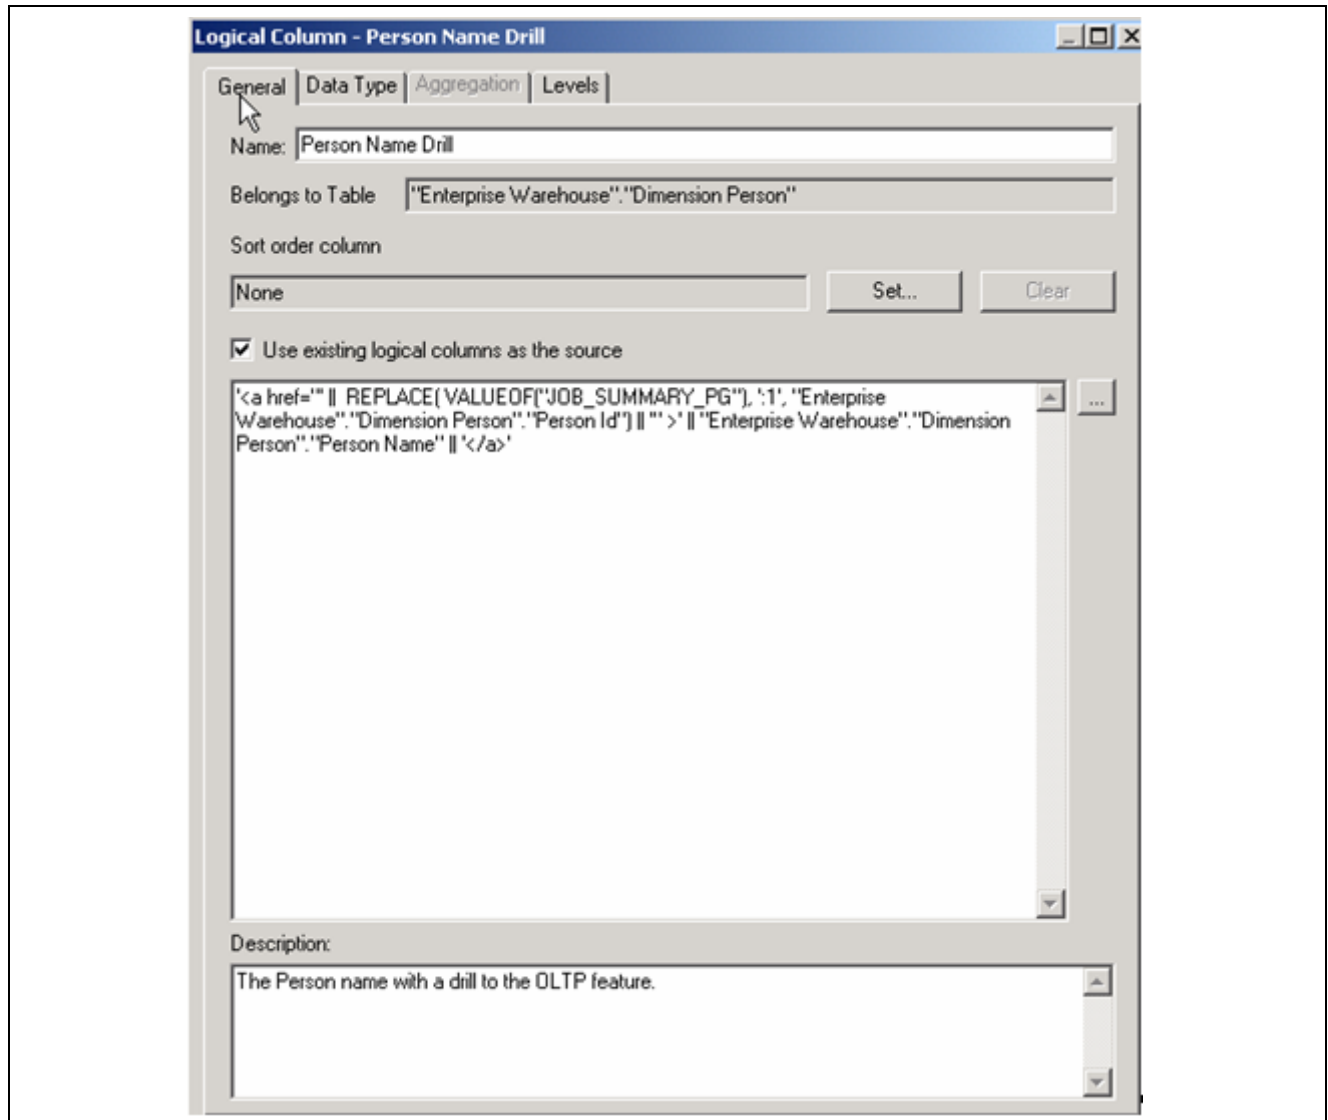 Logical Column - Person Name Drill
General Data Type Aggregation Levels
Name: Person Name Drill
Belongs to Table "Enterprise Warehouse"."Dimension Person"
Sort order column
None Set... Clear
Use existing logical columns as the source
'<a href='" || REPLACE( VALUEOF("JOB_SUMMARY_PG"), ':1', "Enterprise
Warehouse"."Dimension Person"."Person Id") || "' >' || "Enterprise Warehouse"."Dimension
Person"."Person Name" || '</a>'
...
Description:
The Person name with a drill to the OLTP feature.